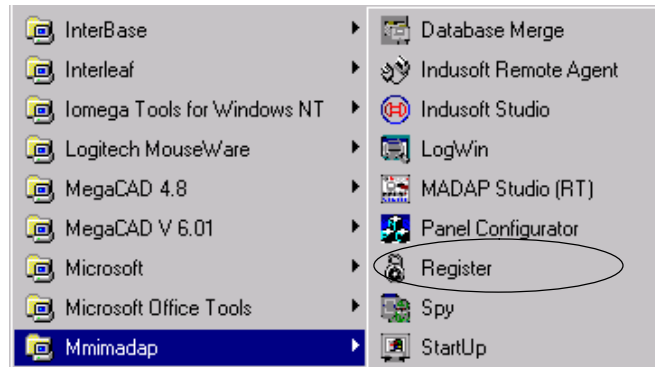 InterBase
Interleaf
Iomega Tools for Windows NT
Logitech MouseWare
MegaCAD 4.8
MegaCAD V 6.01
Microsoft
Microsoft Office Tools
Mmimadap
Database Merge
Indusoft Remote Agent
Indusoft Studio
LogWin
MADAP Studio (RT)
Panel Configurator
Register
Spy
StartUp